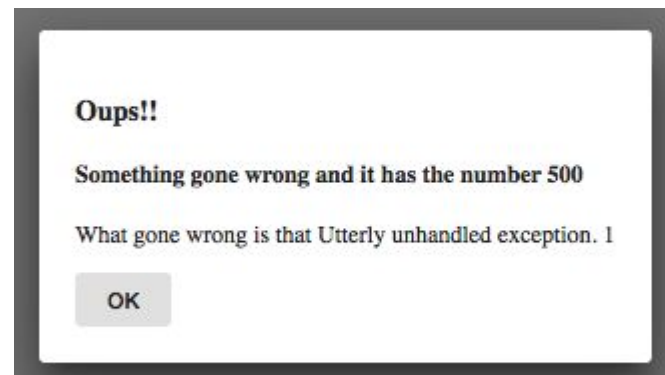 Oups!!
Something gone wrong and it has the number 500
What gone wrong is that Utterly unhandled exception. 1
OK